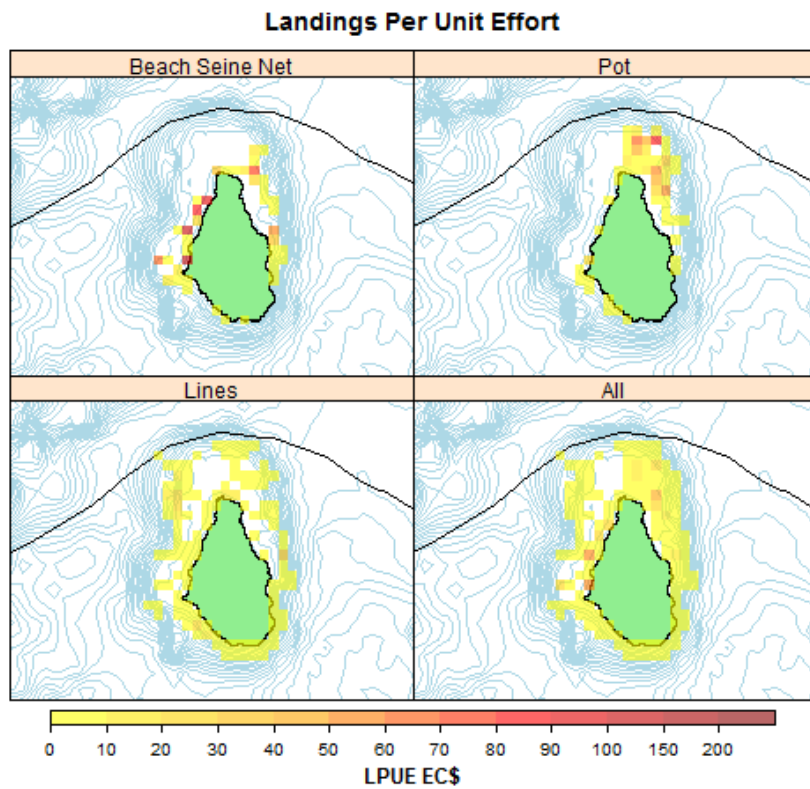 Landings Per Unit Effort
Beach Seine Net
Pot
Lines
All
0 10 20 30 40 50 60 70 80 90 100 150 200
LPUE EC$